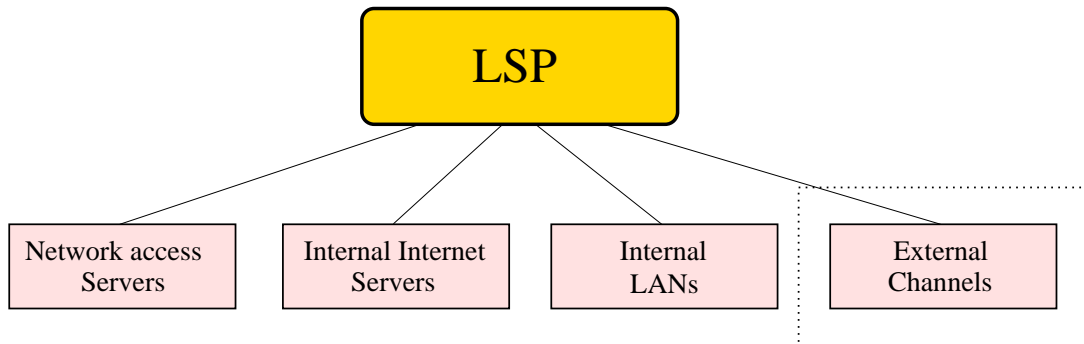 LSP
Network access
Servers
Internal Internet
Servers
Internal
LANs
External
Channels